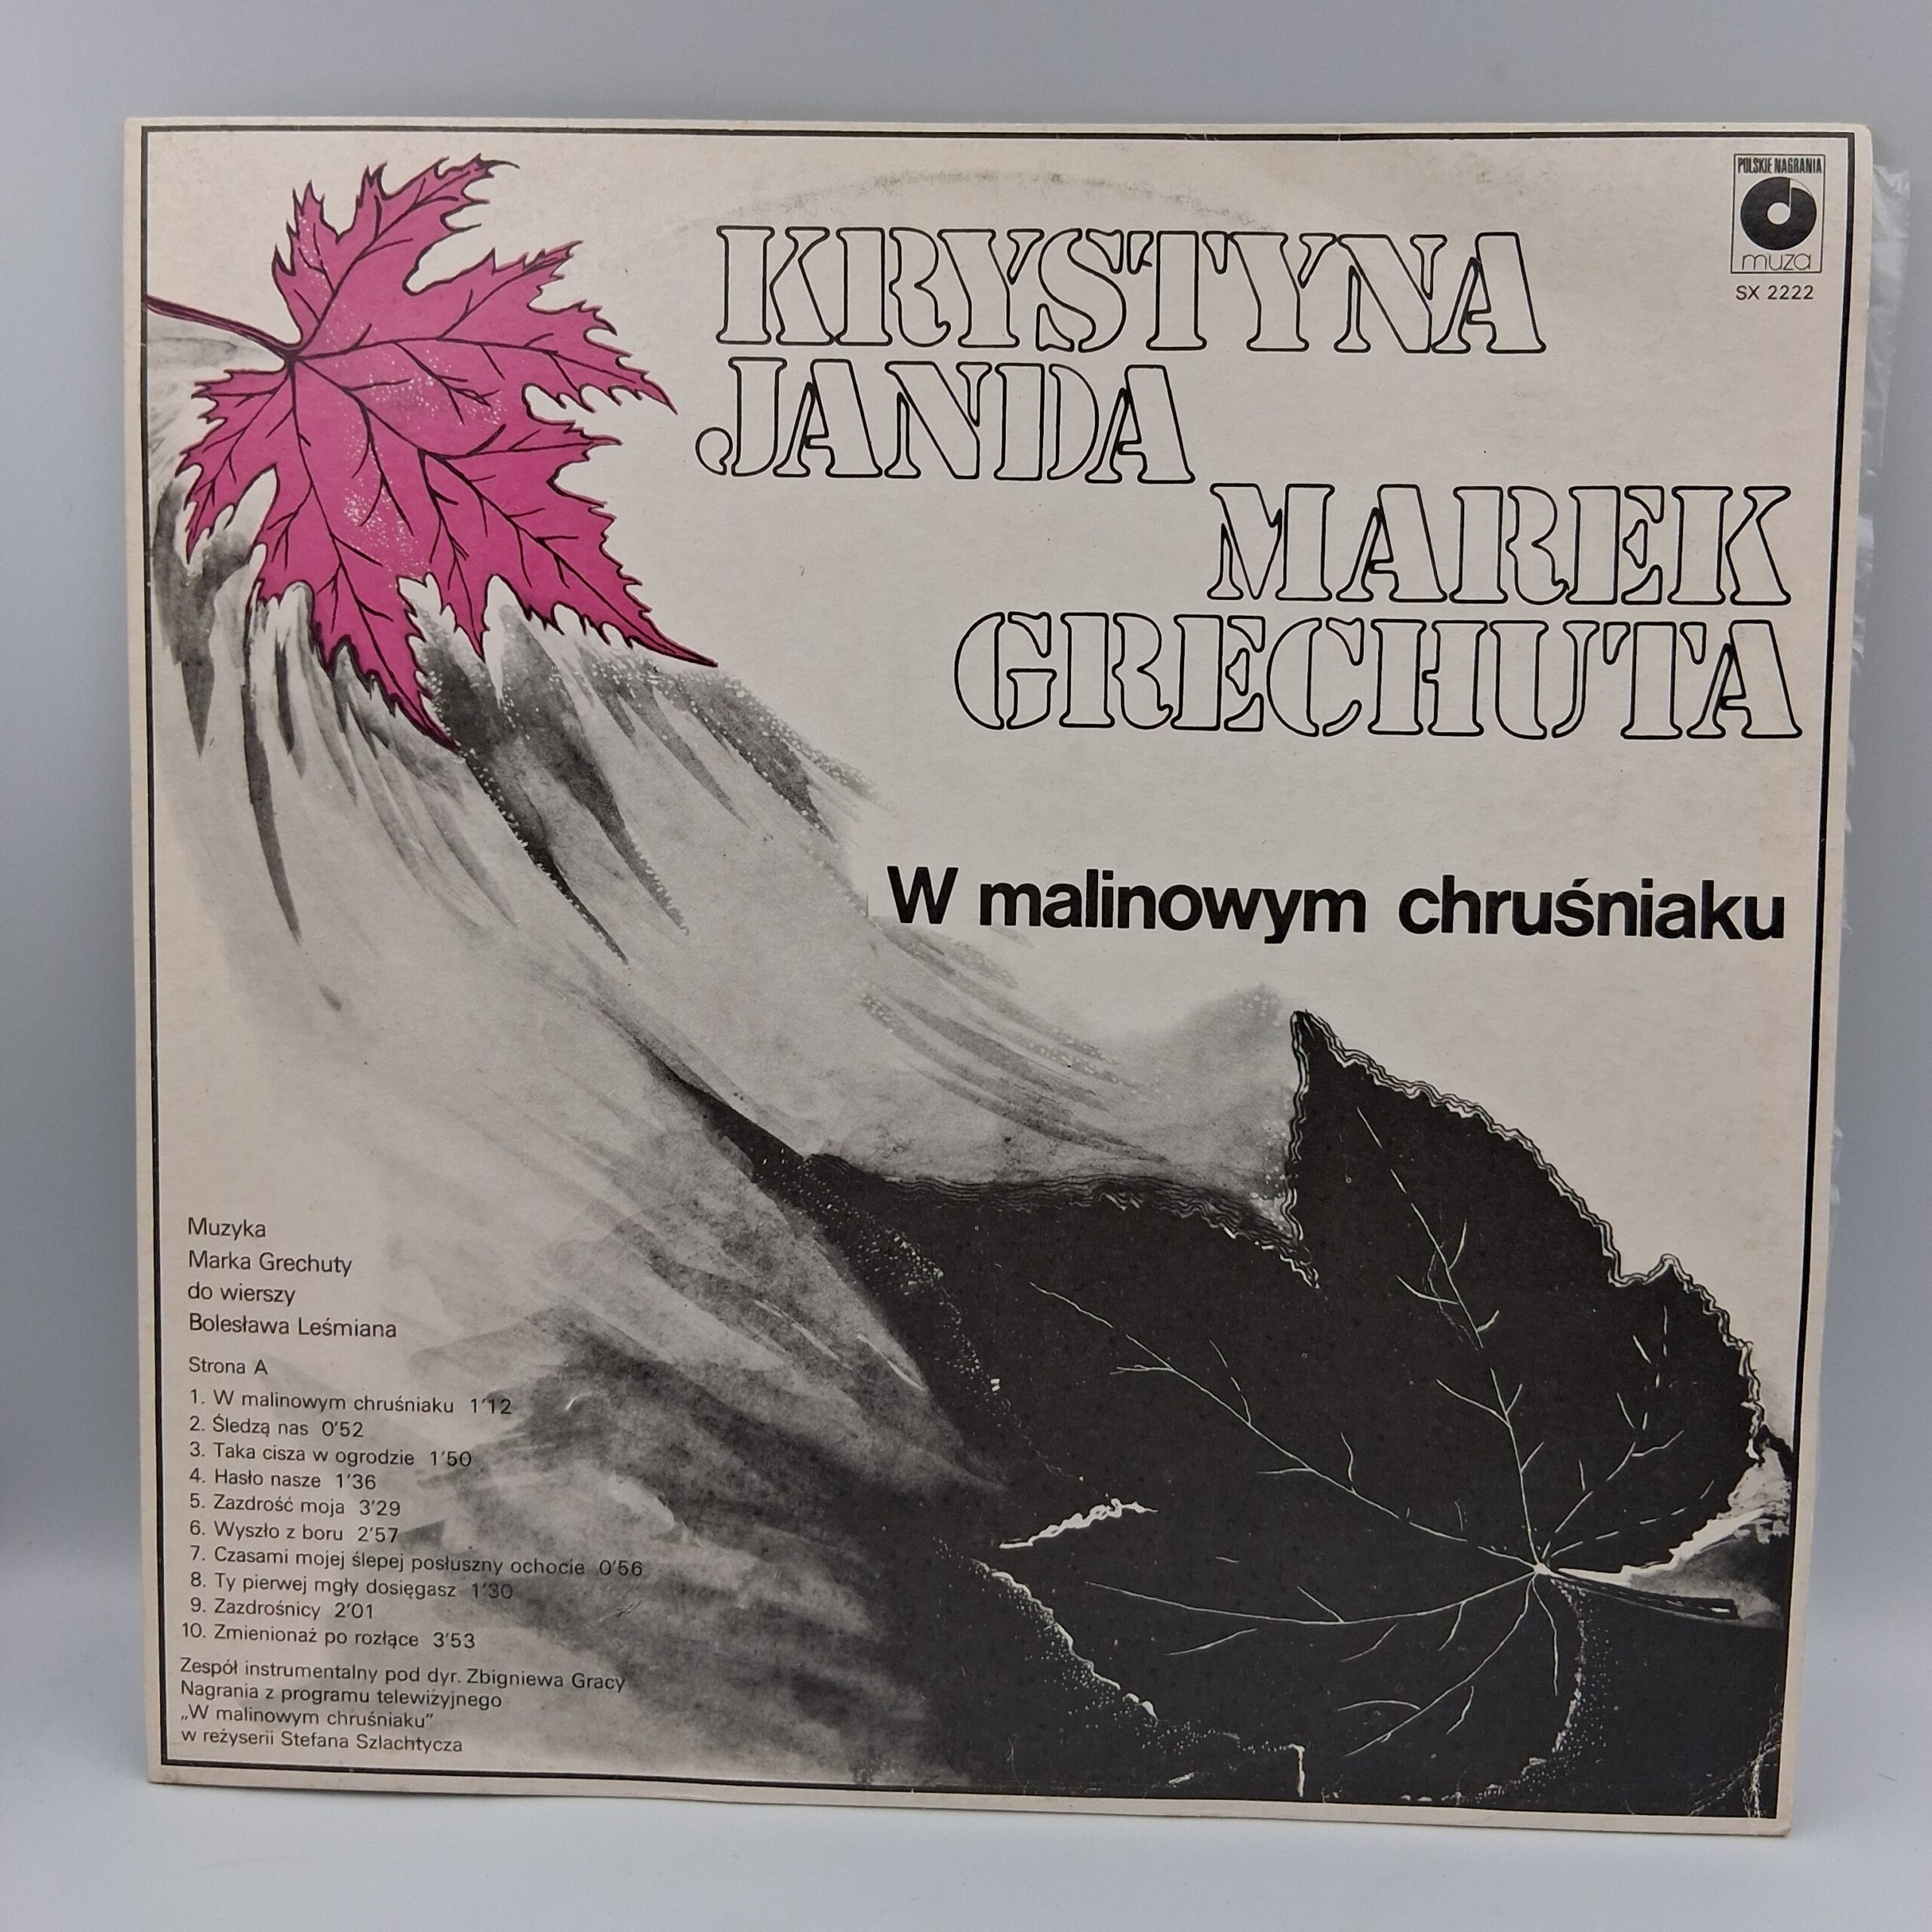 POLSKIE NAGRANIA
muza
SX 2222
KRYSTYNA
JANDA
MAREK
GRECHUTA
W malinowym chruśniaku
Muzyka
Marka Grechuty
do wierszy
Bolesława Leśmiana
Strona A
1. W malinowym chruśniaku 1'12
2. Śledzą nas 0'52
3. Taka cisza w ogrodzie 1'50
4. Hasło nasze 1'36
5. Zazdrość moja 3'29
6. Wyszło z boru 2'57
7. Czasami mojej ślepej posłuszny ochocie 0'56
8. Ty pierwej mgły dosięgasz 1'30
9. Zazdrośnicy 2'01
10. Zmienionaż po rozłące 3'53
Zespół instrumentalny pod dyr. Zbigniewa Gracy
Nagrania z programu telewizyjnego
„W malinowym chruśniaku”
w reżyserii Stefana Szlachtycza